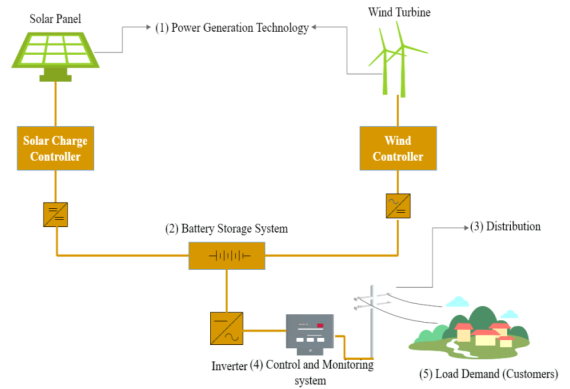 Solar Panel
Wind Turbine
(1) Power Generation Technology
Solar Charge
Controller
Wind
Controller
(2) Battery Storage System
(3) Distribution
Inverter
(4) Control and Monitoring
system
(5) Load Demand (Customers)